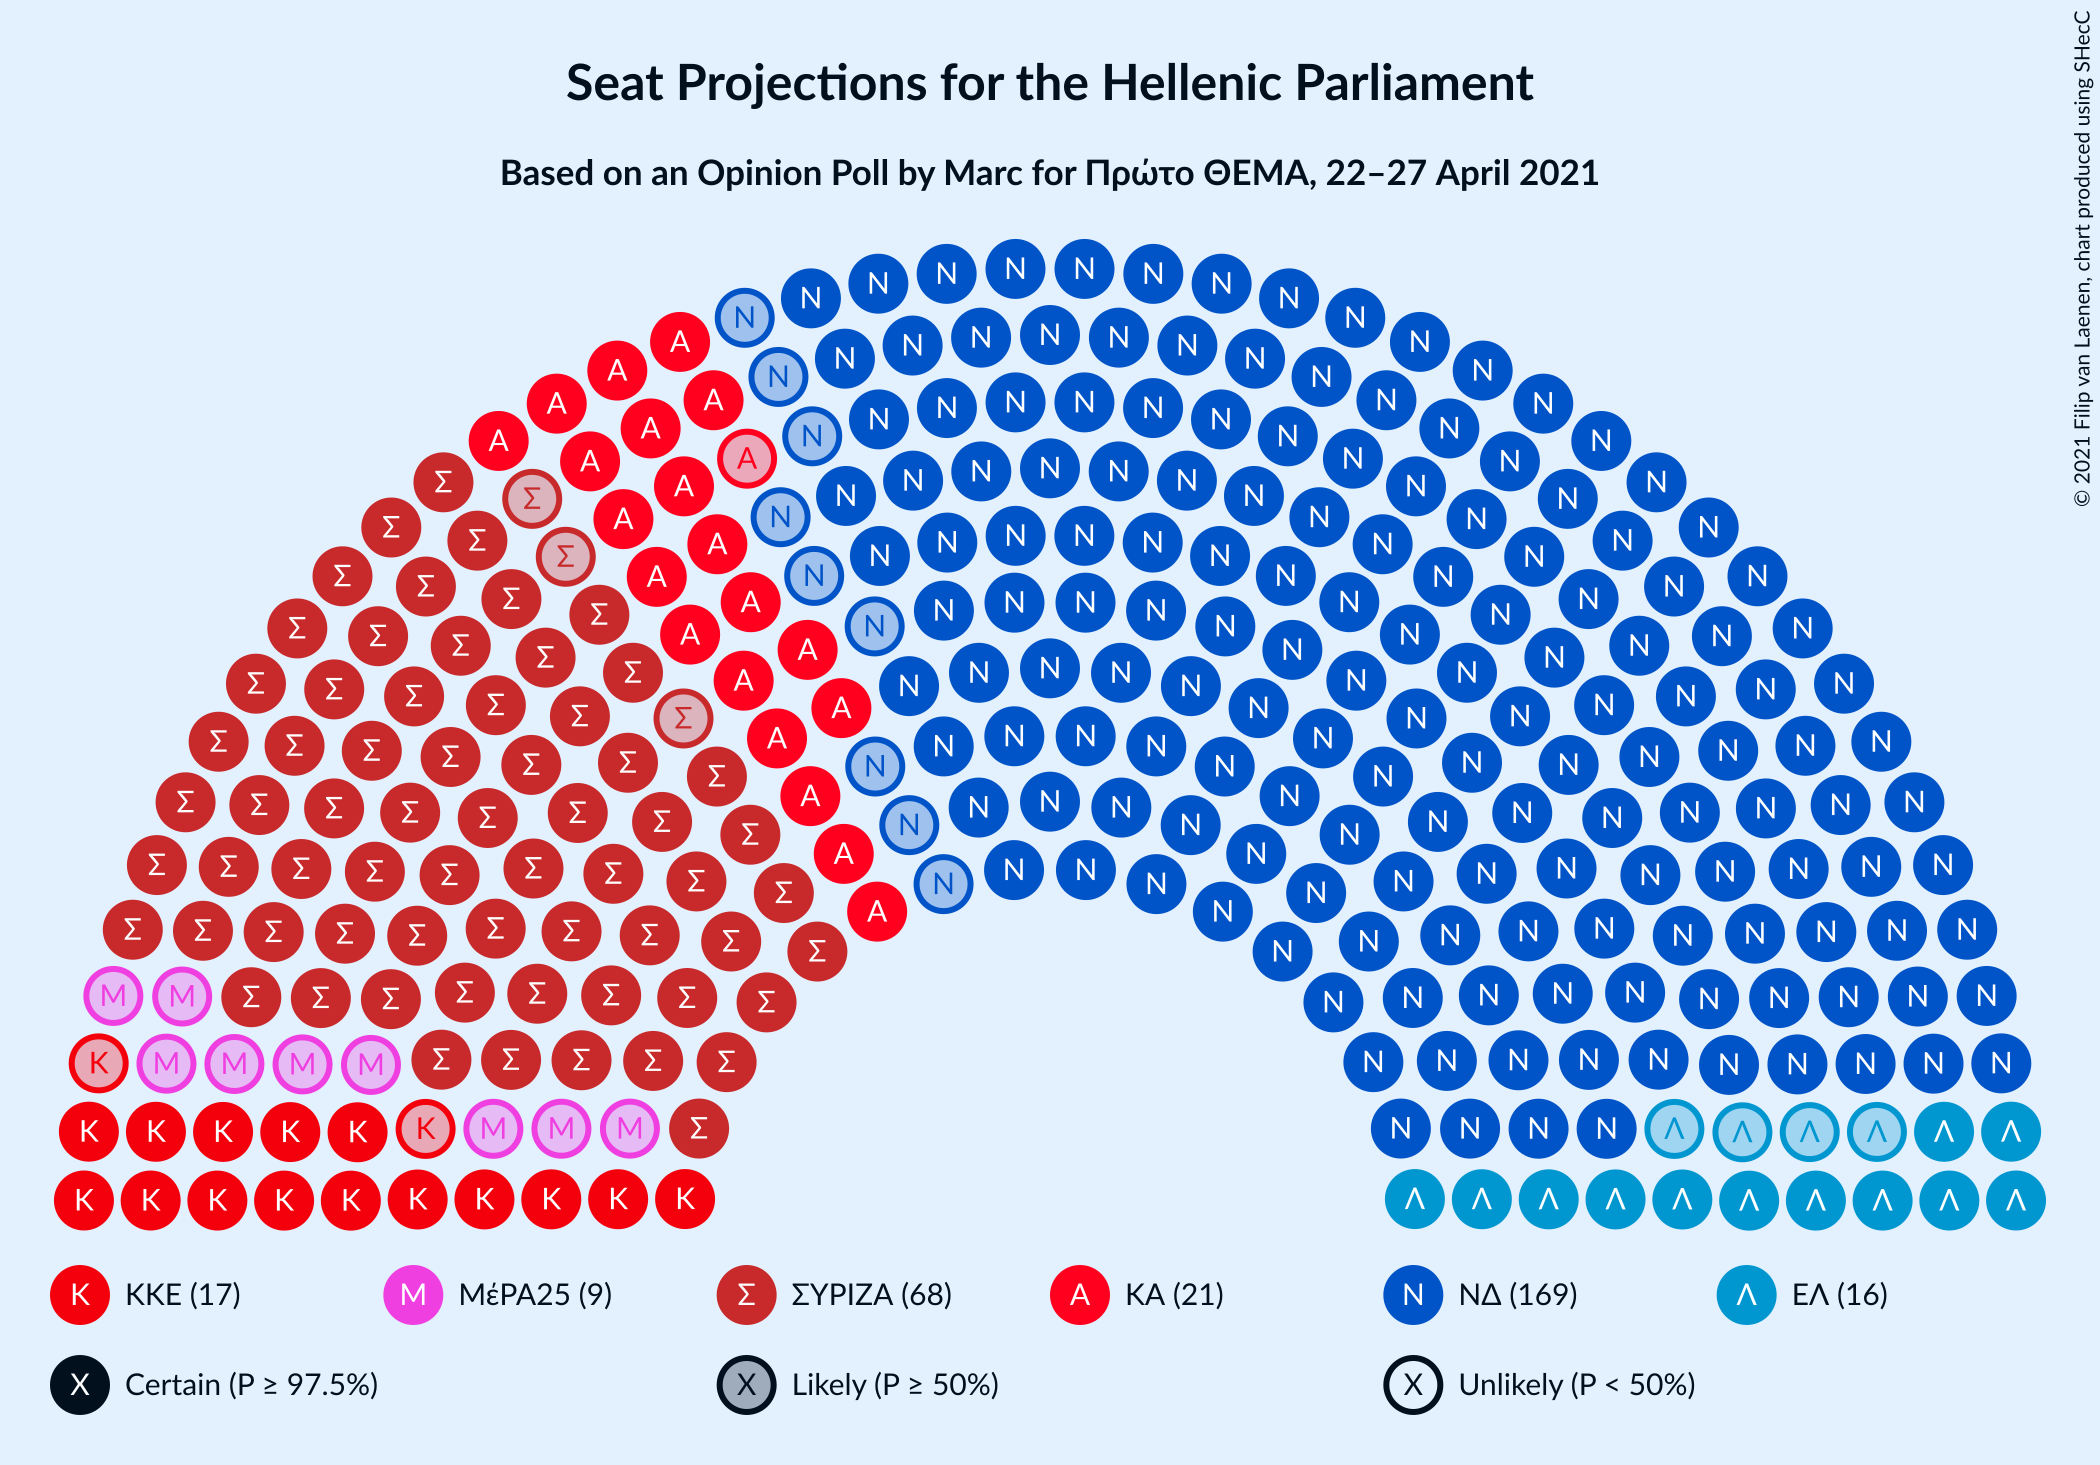 Seat Projections for the Hellenic Parliament
Based on an Opinion Poll by Marc for Πρώτο ΘΕΜΑ, 22–27 April 2021
© 2021 Filip van Laenen, chart produced using SHecC
Κ ΚΚΕ (17) Μ ΜέΡΑ25 (9) Σ ΣΥΡΙΖΑ (68) Α ΚΑ (21) Ν ΝΔ (169) Λ ΕΛ (16)
X Certain (P ≥ 97.5%) X Likely (P ≥ 50%) X Unlikely (P < 50%)